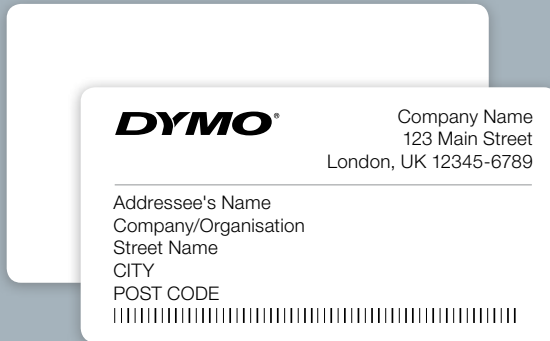 DYMO®
Company Name
123 Main Street
London, UK 12345-6789
Addressee's Name
Company/Organisation
Street Name
CITY
POST CODE